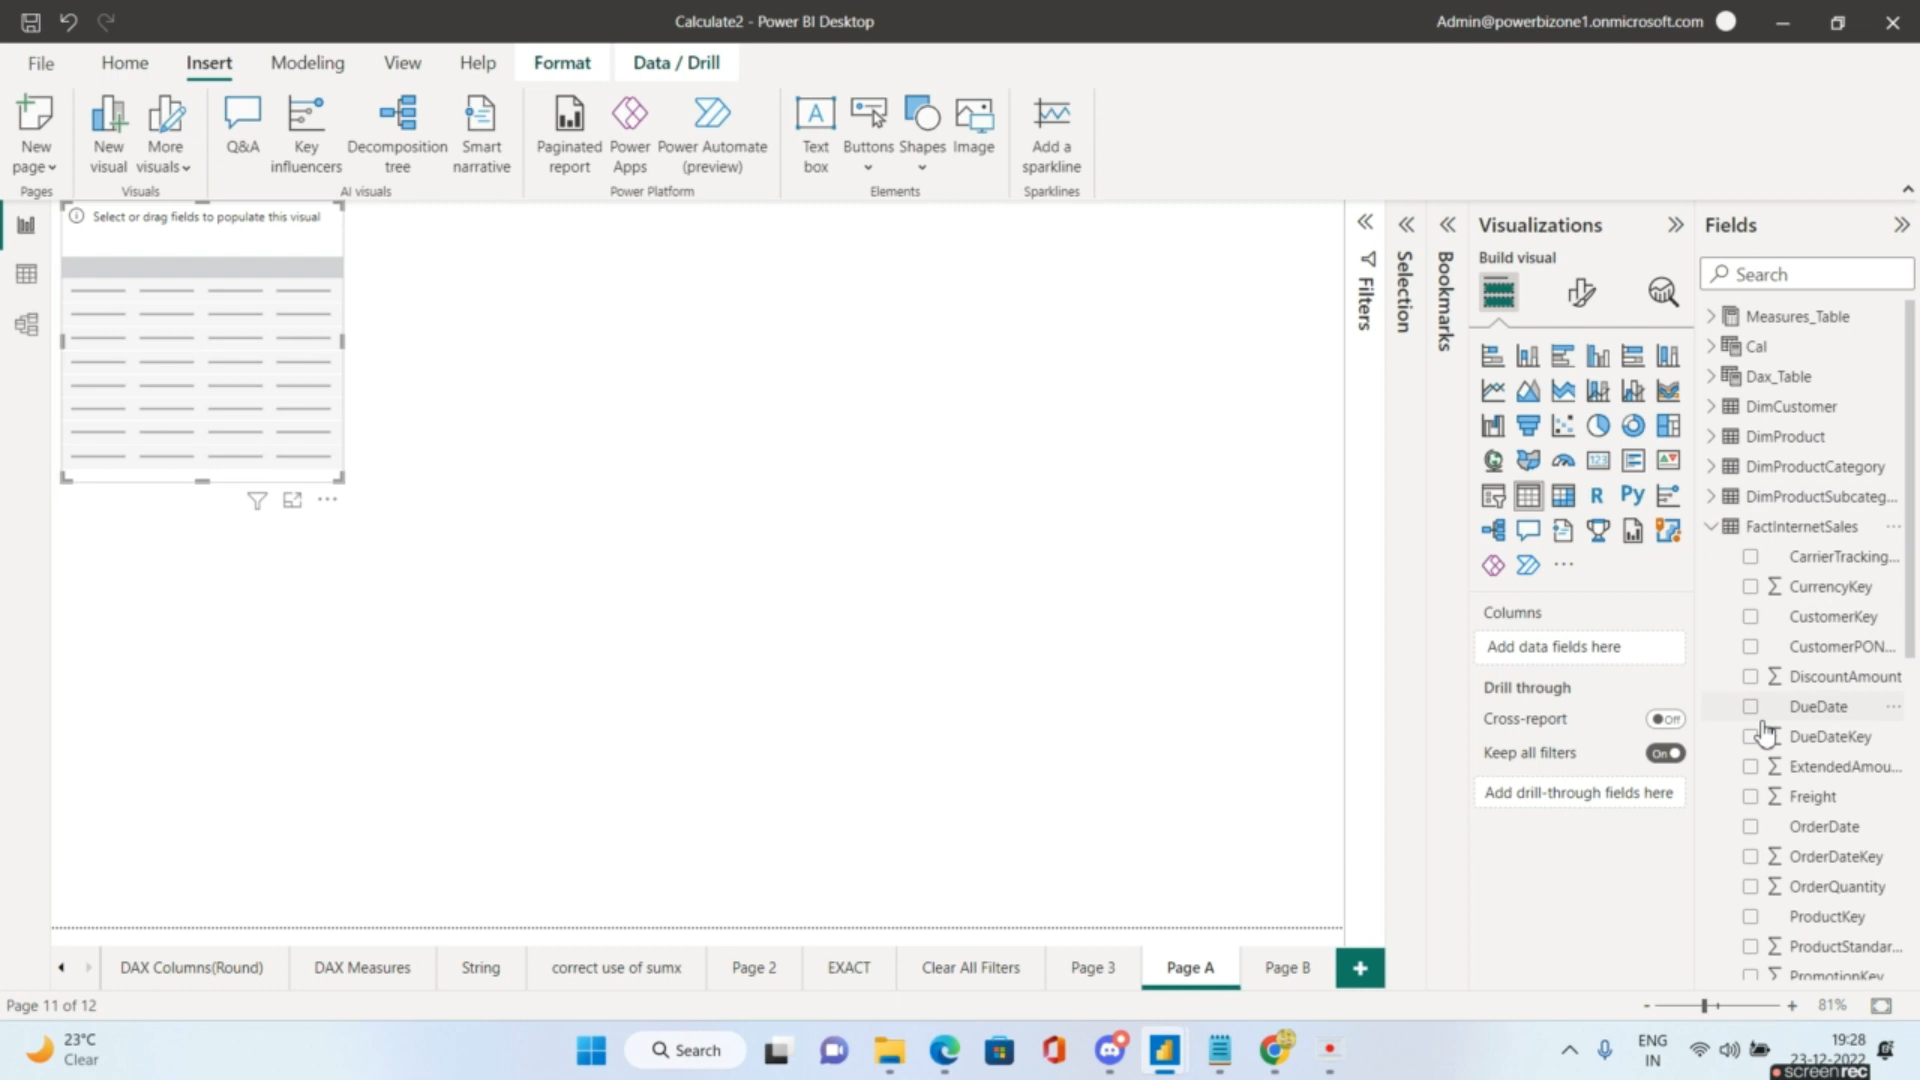 Calculate2 - Power BI Desktop
Admin@powerbizone1.onmicrosoft.com
File
Home
Insert
Modeling
View
Help
Format
Data / Drill
New page
New visual
More visuals
Q&A
Key influencers
Decomposition tree
Smart narrative
Paginated report
Power Apps
Power Automate (preview)
Text box
Buttons
Shapes
Image
Add a sparkline
Pages
Visuals
AI visuals
Power Platform
Elements
Sparklines
Select or drag fields to populate this visual
Filters
Selection
Bookmarks
Visualizations
Build visual
123
R
Py
Columns
Add data fields here
Drill through
Cross-report
Off
Keep all filters
On
Add drill-through fields here
Fields
Search
Measures_Table
Cal
Dax_Table
DimCustomer
DimProduct
DimProductCategory
DimProductSubcateg...
FactInternetSales
CarrierTracking...
CurrencyKey
CustomerKey
CustomerPON...
DiscountAmount
DueDate
DueDateKey
ExtendedAmou...
Freight
OrderDate
OrderDateKey
OrderQuantity
ProductKey
ProductStandar...
PromotionKey
DAX Columns(Round)
DAX Measures
String
correct use of sumx
Page 2
EXACT
Clear All Filters
Page 3
Page A
Page B
Page 11 of 12
81%
23°C
Clear
Search
ENG
IN
19:28
23-12-2022
screenrec